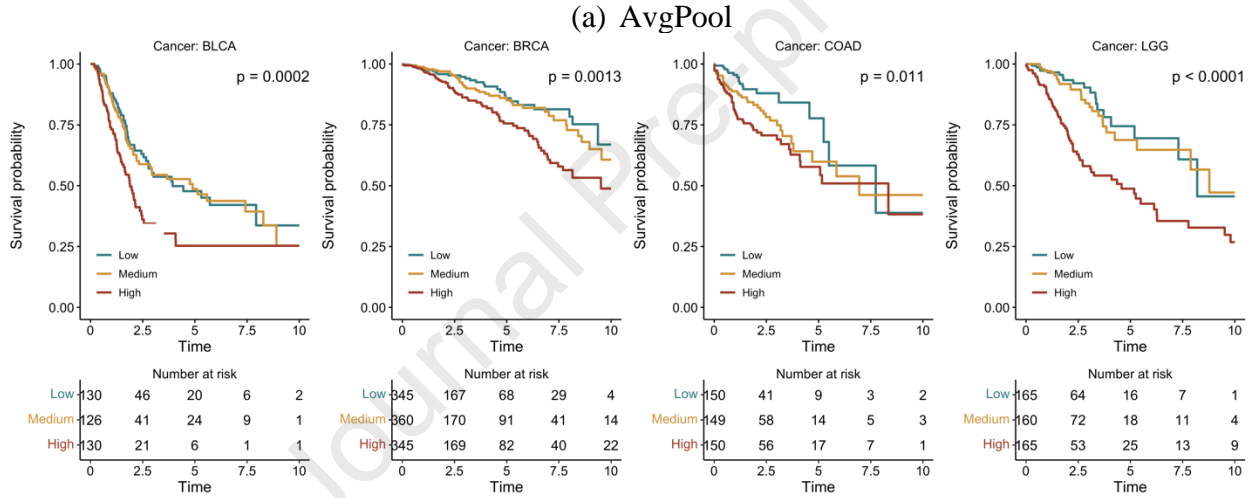 (a) AvgPool
Cancer: BLCA
Survival probability
1.00
0.75
0.50
0.25
0.00
p = 0.0002
Low
Medium
High
0 2.5 5 7.5 10
Time
Number at risk
Low 130 46 20 6 2
Medium 126 41 24 9 1
High 130 21 6 1 1
0 2.5 5 7.5 10
Time
Cancer: BRCA
Survival probability
1.00
0.75
0.50
0.25
0.00
p = 0.0013
Low
Medium
High
0 2.5 5 7.5 10
Time
Number at risk
Low 345 167 68 29 4
Medium 360 170 91 41 14
High 345 169 82 40 22
0 2.5 5 7.5 10
Time
Cancer: COAD
Survival probability
1.00
0.75
0.50
0.25
0.00
p = 0.011
Low
Medium
High
0 2.5 5 7.5 10
Time
Number at risk
Low 150 41 9 3 2
Medium 149 58 14 5 3
High 150 56 17 7 1
0 2.5 5 7.5 10
Time
Cancer: LGG
Survival probability
1.00
0.75
0.50
0.25
0.00
p < 0.0001
Low
Medium
High
0 2.5 5 7.5 10
Time
Number at risk
Low 165 64 16 7 1
Medium 160 72 18 11 4
High 165 53 25 13 9
0 2.5 5 7.5 10
Time
Journal Pre-pr